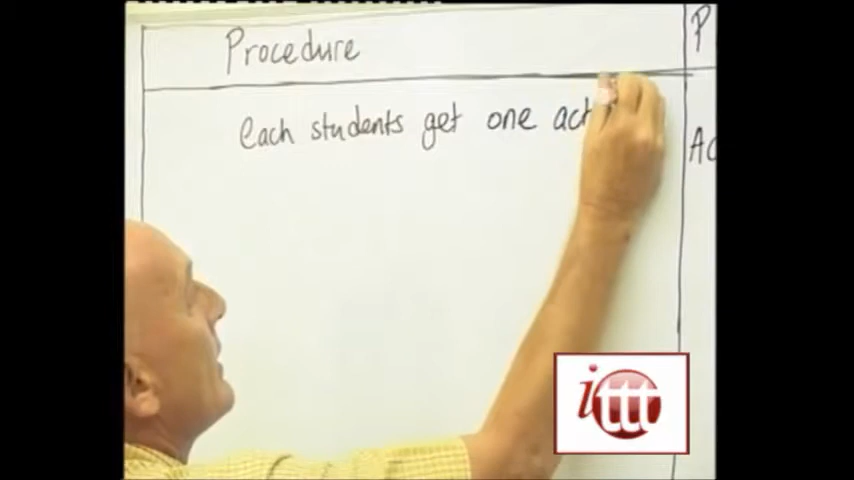 Procedure
P
each students get one act
Ac
ittt